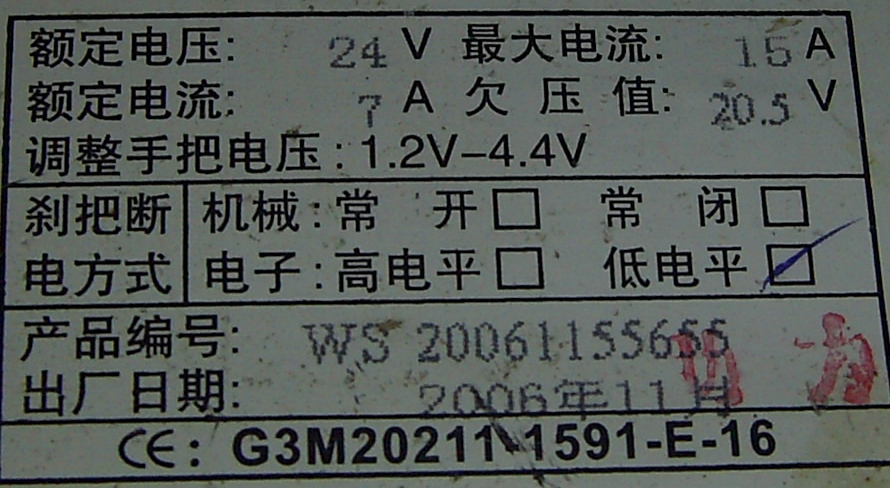 额定电压: 24 V 最大电流: 15 A
额定电流: 7 A 欠压值: 20.5 V
调整手把电压:1.2V-4.4V
刹把断电方式
机械:常开□ 常闭□
电子:高电平□ 低电平☑
产品编号: WS 20061155655
出厂日期: 2006年11月
CE: G3M20211-1591-E-16